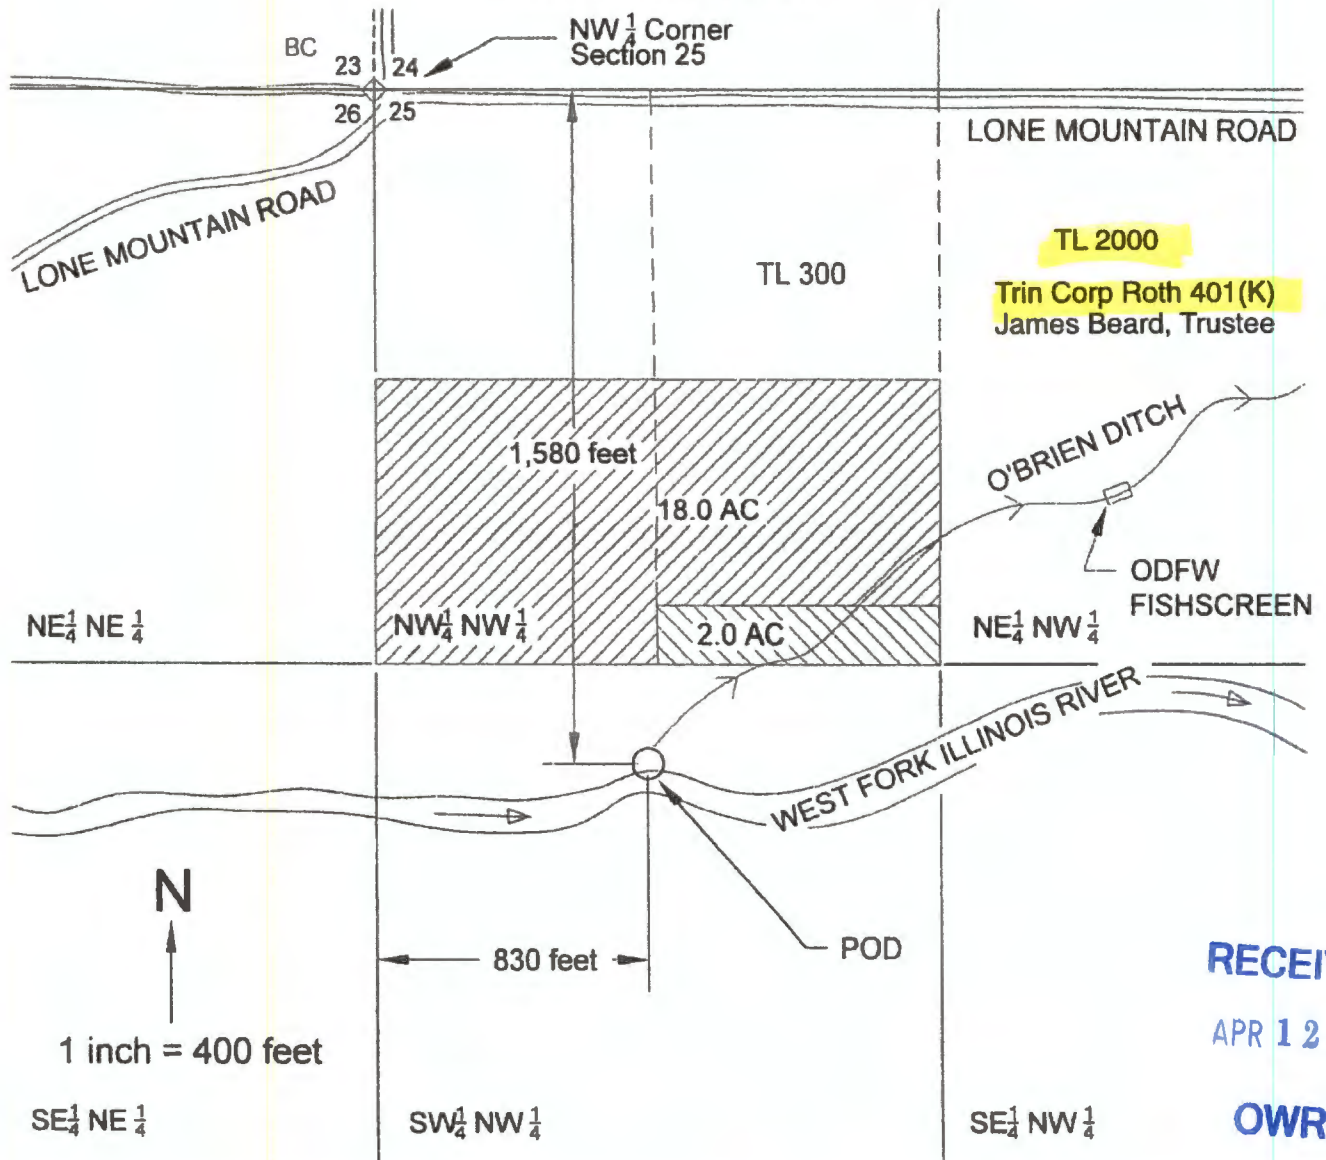 BC
NW 1/4 Corner
Section 25
23 24
26 25
LONE MOUNTAIN ROAD
LONE MOUNTAIN ROAD
TL 2000
TL 300
Trin Corp Roth 401(K)
James Beard, Trustee
O'BRIEN DITCH
1,580 feet
18.0 AC
ODFW
FISHSCREEN
NE 1/4 NE 1/4
NW 1/4 NW 1/4
2.0 AC
NE 1/4 NW 1/4
WEST FORK ILLINOIS RIVER
N
830 feet
POD
1 inch = 400 feet
APR 12
SE 1/4 NE 1/4
SW 1/4 NW 1/4
SE 1/4 NW 1/4
OWR